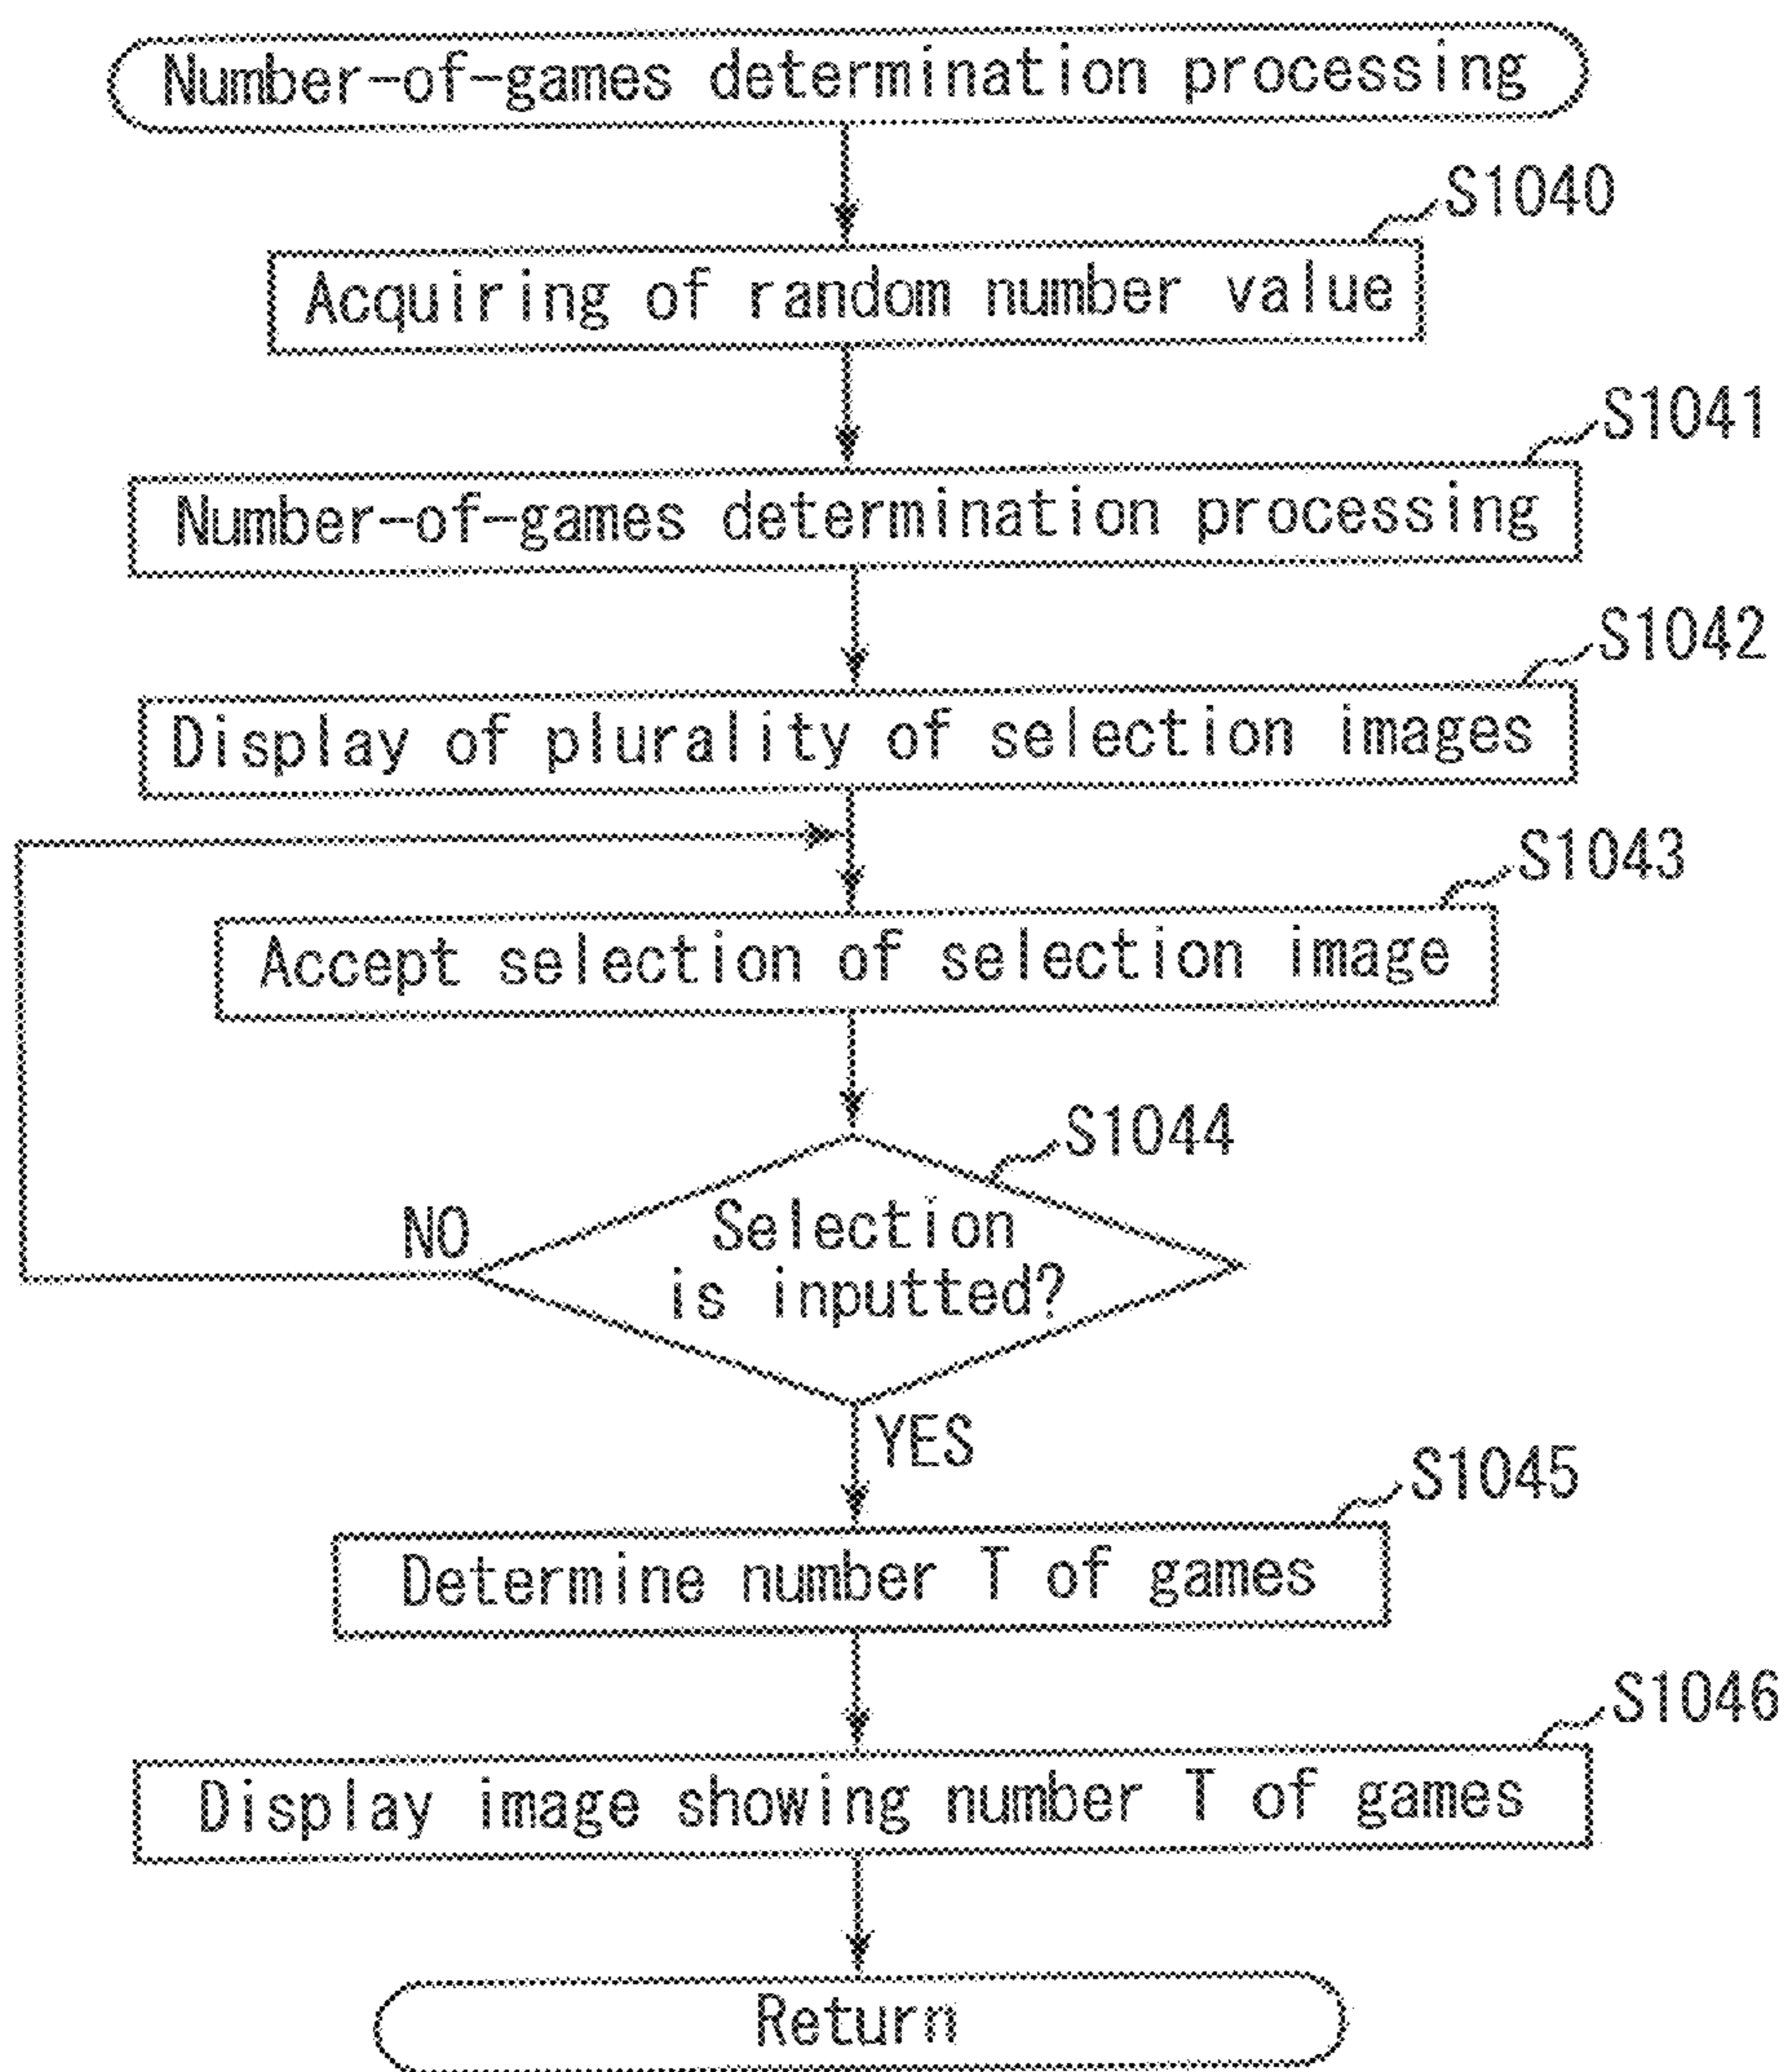 Number-of-games determination processing
S1040
Acquiring of random number value
S1041
Number-of-games determination processing
S1042
Display of plurality of selection images
S1043
Accept selection of selection image
S1044
Selection
is inputted?
NO
YES
S1045
Determine number T of games
S1046
Display image showing number T of games
Return